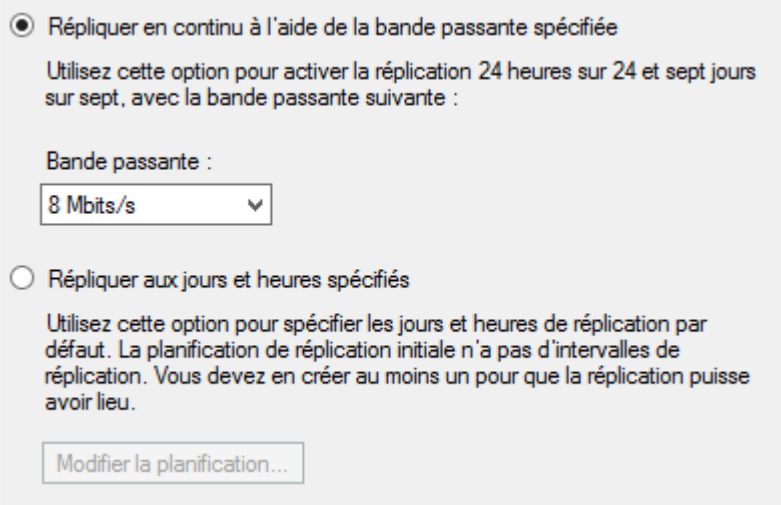 Répliquer en continu à l'aide de la bande passante spécifiée
Utilisez cette option pour activer la réplication 24 heures sur 24 et sept jours
sur sept, avec la bande passante suivante :
Bande passante :
8 Mbits/s
Répliquer aux jours et heures spécifiés
Utilisez cette option pour spécifier les jours et heures de réplication par
défaut. La planification de réplication initiale n'a pas d'intervalles de
réplication. Vous devez en créer au moins un pour que la réplication puisse
avoir lieu.
Modifier la planification...